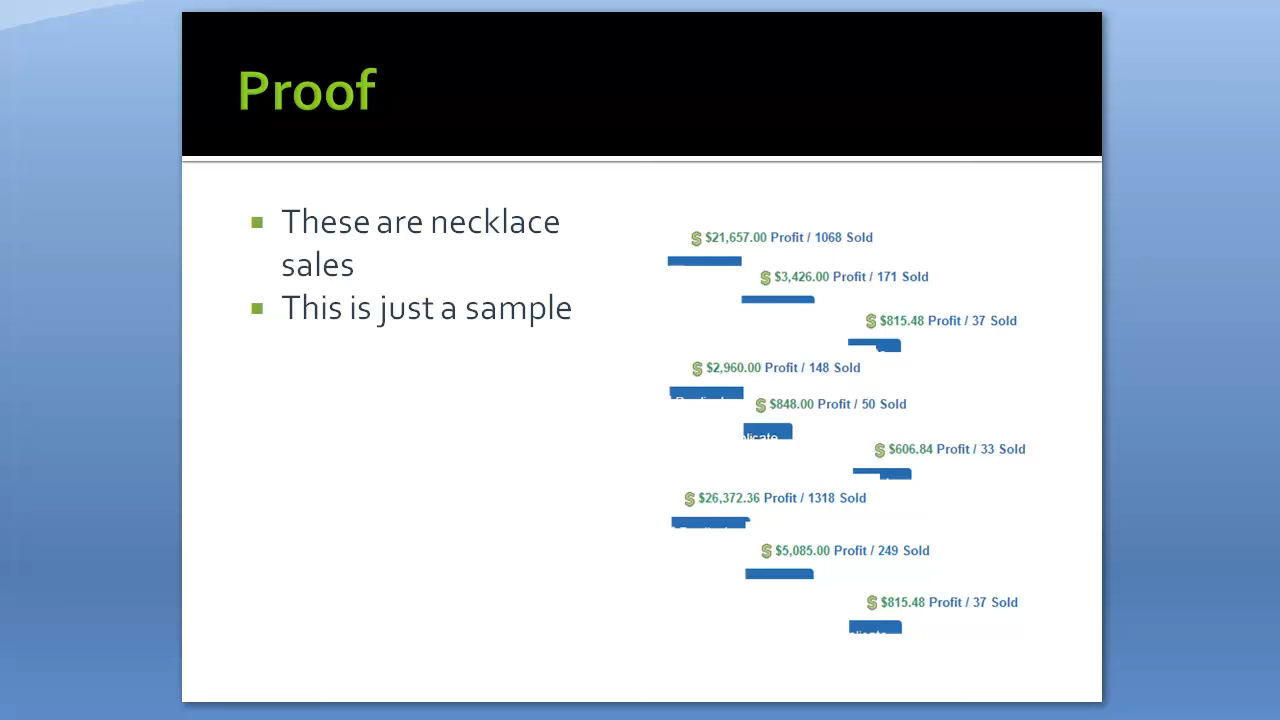 Proof
These are necklace
sales
This is just a sample
$21,657.00 Profit / 1068 Sold
$3,426.00 Profit / 171 Sold
$815.48 Profit / 37 Sold
$2,960.00 Profit / 148 Sold
$848.00 Profit / 50 Sold
$606.84 Profit / 33 Sold
$26,372.36 Profit / 1318 Sold
$5,085.00 Profit / 249 Sold
$815.48 Profit / 37 Sold